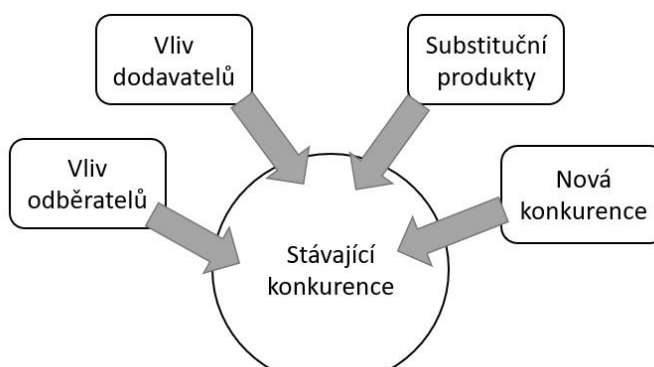 Vliv
dodavatelů
Substituční
produkty
Vliv
odběratelů
Nová
konkurence
Stávající
konkurence